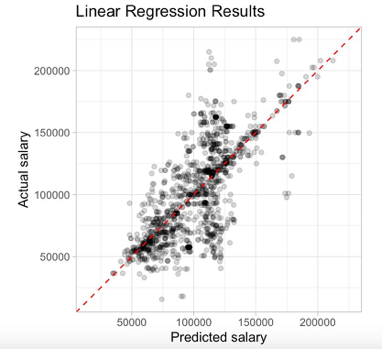 Linear Regression Results
200000
150000
100000
50000
Actual salary
50000 100000 150000 200000
Predicted salary